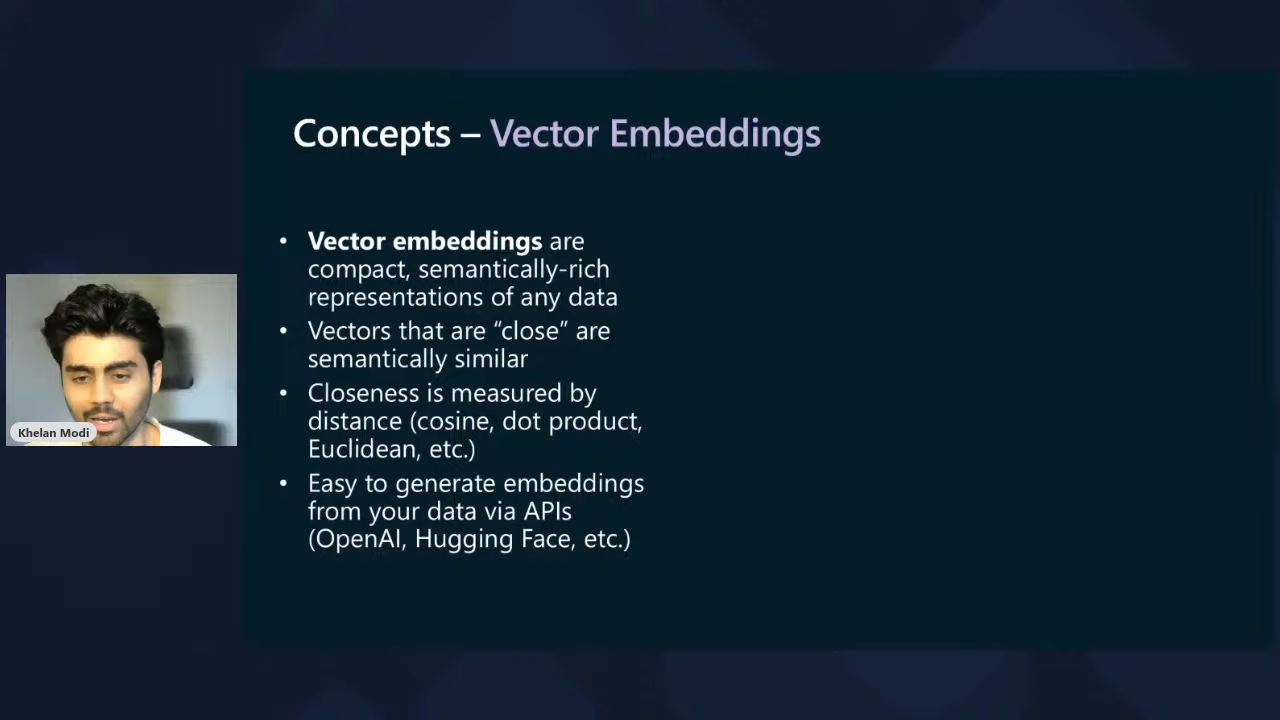 Concepts – Vector Embeddings
• Vector embeddings are
compact, semantically-rich
representations of any data
• Vectors that are “close” are
semantically similar
• Closeness is measured by
distance (cosine, dot product,
Euclidean, etc.)
• Easy to generate embeddings
from your data via APIs
(OpenAI, Hugging Face, etc.)
Khelan Modi